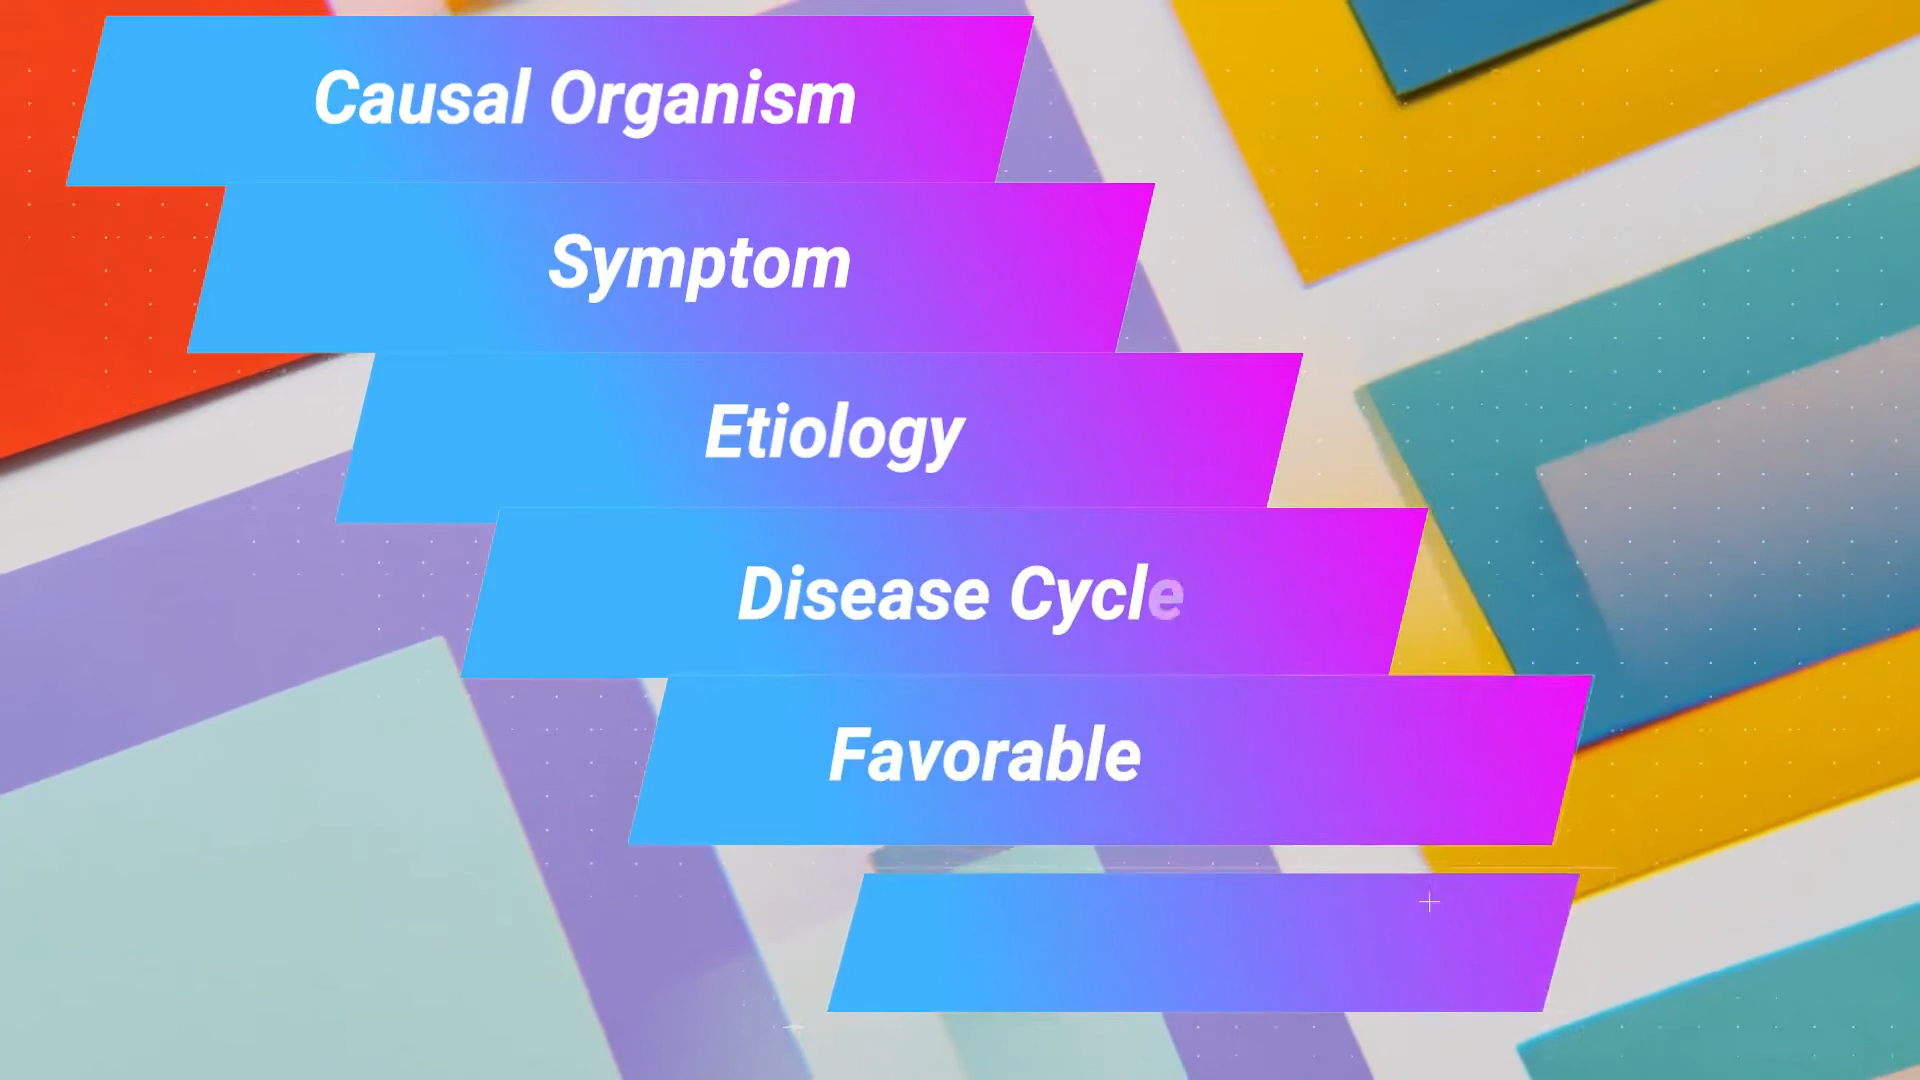 Causal Organism
Symptom
Etiology
Disease Cycle
Favorable